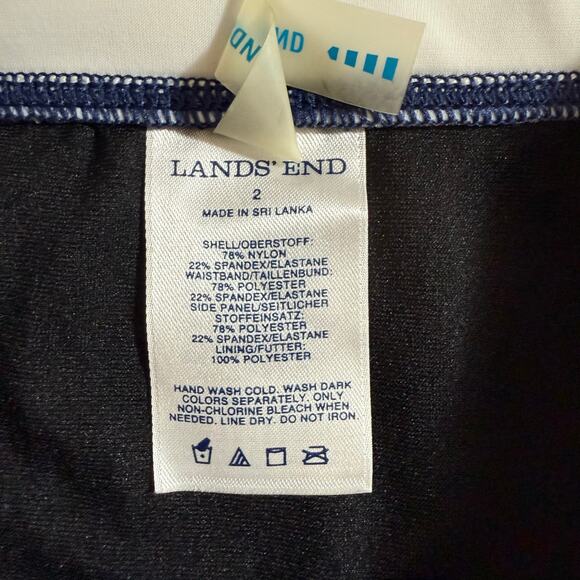 MD
ND
LANDS' END
2
MADE IN SRI LANKA
SHELL/OBERSTOFF:
78% NYLON
22% SPANDEX/ELASTANE
WAISTBAND/TAILLENBUND:
78% POLYESTER
22% SPANDEX/ELASTANE
SIDE PANEL/SEITLICHER
STOFFEINSATZ:
78% POLYESTER
22% SPANDEX/ELASTANE
LINING/FUTTER:
100% POLYESTER
HAND WASH COLD. WASH DARK
COLORS SEPARATELY. ONLY
NON-CHLORINE BLEACH WHEN
NEEDED. LINE DRY. DO NOT IRON.